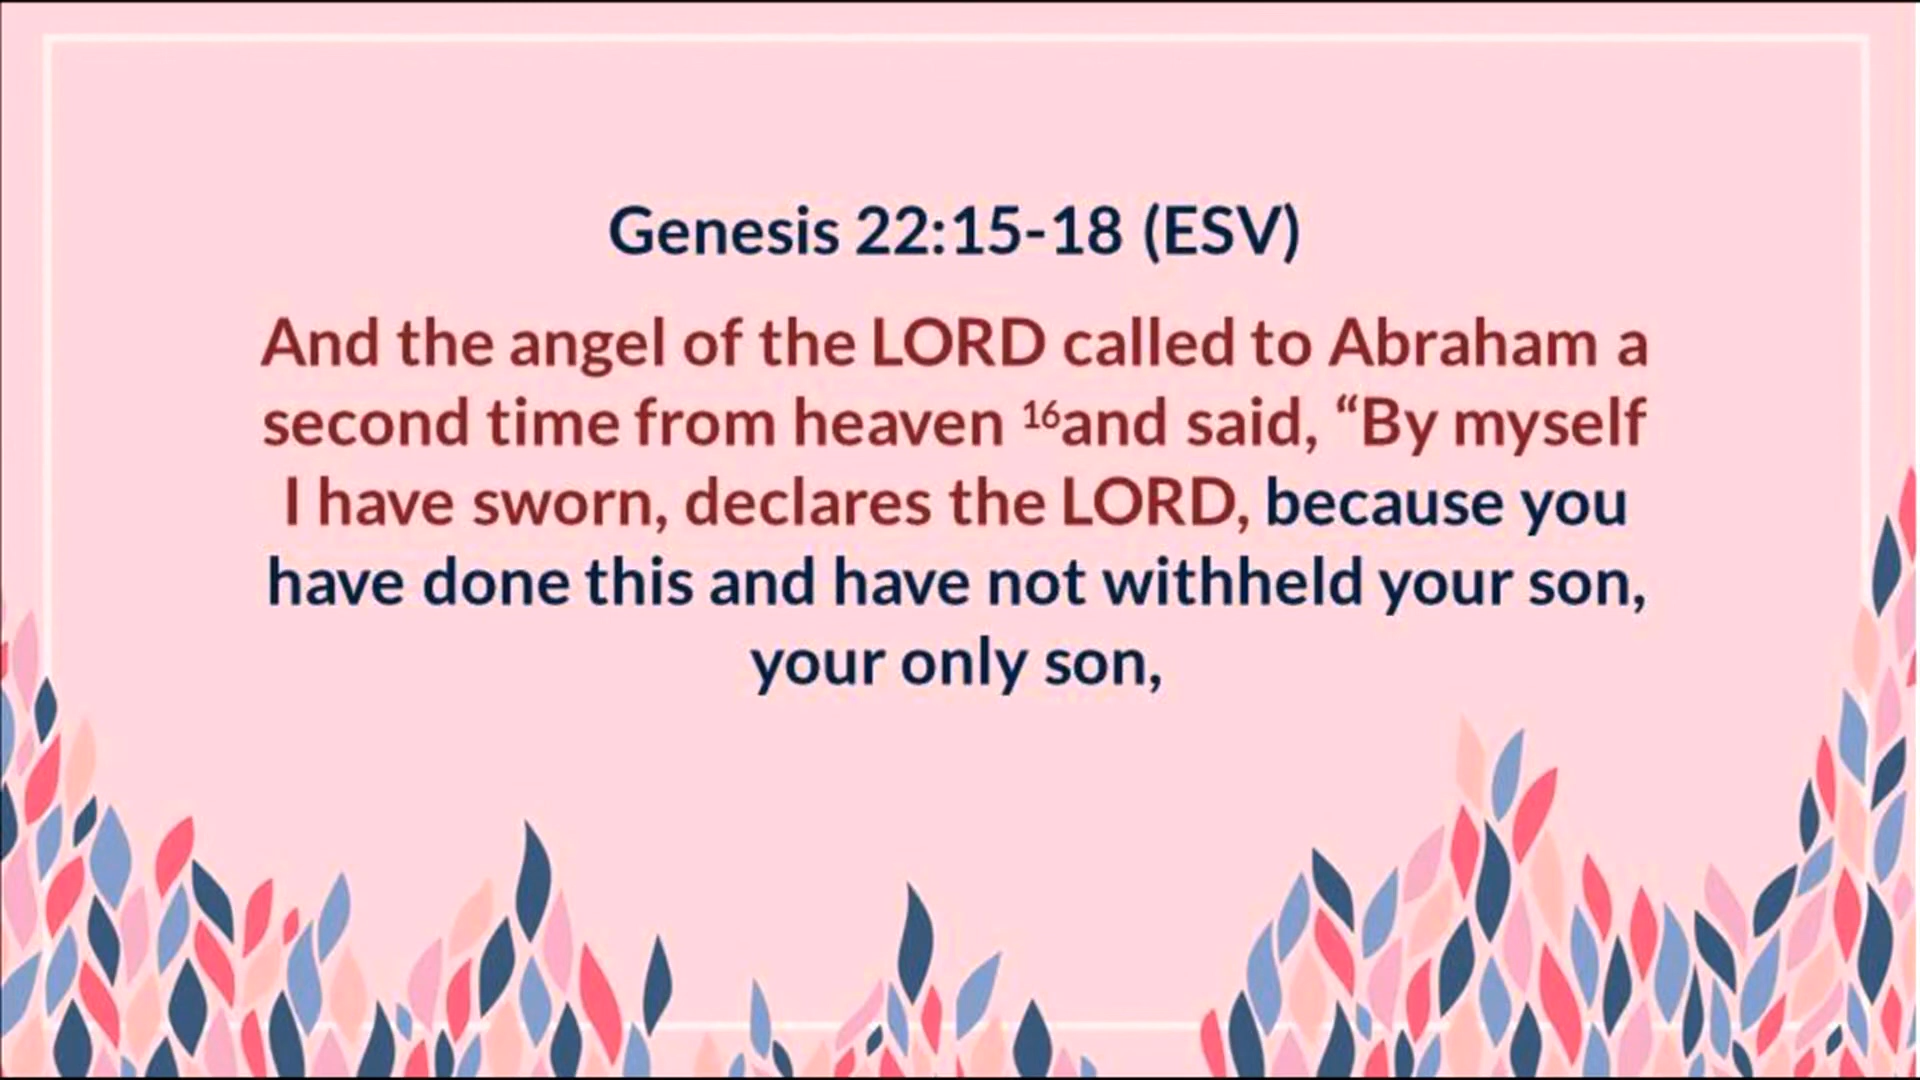 Genesis 22:15-18 (ESV)
And the angel of the LORD called to Abraham a
second time from heaven ¹⁶and said, “By myself
I have sworn, declares the LORD, because you
have done this and have not withheld your son,
your only son,